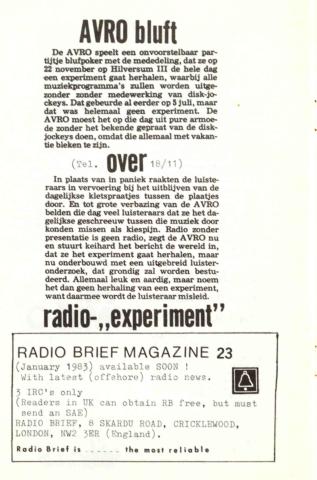 AVRO bluft
De AVRO speelt een onvoorstelbaar par-
tijtje blufpoker met de mededeling, dat ze op
22 november op Hilversum III de hele dag
een experiment gaat herhalen, waarbij alle
muziekprogramma's zullen worden uitge-
zonden zonder medewerking van disk-
jockeys. Dat gebeurde al eerder op 5 juli, maar
dat was helemaal geen experiment. De
AVRO moest het op die dag uit pure armoe-
de zonder het bekende gepraat van de disk-
jockeys doen, omdat die allemaal met vakan-
tie bleken te zijn.
(Tel. over 18/11)
In plaats van in paniek raakten de luiste-
raars in vervoering bij het uitblijven van de
dagelijkse kletspraatjes tussen de plaatjes
door. En tot grote verbazing van de AVRO
belden die dag veel luisteraars dat ze het da-
gelijkse geschreeuw tussen die muziek door
konden missen als kiespijn. Radio zonder
presentatie is geen radio, zegt de AVRO nu
en stuurt keihard het bericht de wereld in,
dat ze het experiment gaat herhalen, maar
nu onderbouwd met een uitgebreid luister-
onderzoek, dat grondig zal worden bestu-
deerd. Allemaal leuk en aardig, maar noem
het dan geen herhaling van een experiment,
want daarmee wordt de luisteraar misleid.
radio-„experiment”
RADIO BRIEF MAGAZINE 23
(January 1983) available SOON !
With latest (offshore) radio news.
3 IRC's only
(Readers in UK can obtain RB free, but must
send an SAE)
RADIO BRIEF, 8 SKARDU ROAD, CRICKLEWOOD,
LONDON, NW2 3ER (England).
Radio Brief is ...... the most reliable